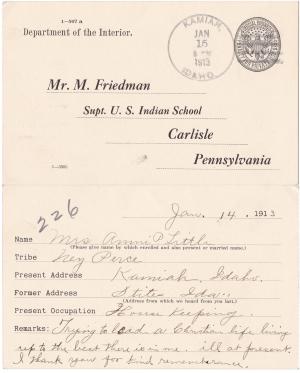 1-567 a
Department of the Interior.
KAMIAH,
JAN
15
1913
IDAHO.
Mr. M. Friedman
Supt. U. S. Indian School
Carlisle
Pennsylvania
226
Jan. 14. 1913
Name Mrs. Annie P. Little
(Please give name by which enrolled and also present or married name.)
Tribe Nez Perce
Present Address Kamiah, Idaho.
Former Address Stites Ida.
(Address from which we heard from you last.)
Present Occupation House Keeping.
Remarks: Trying to lead a Christian life living
up to the best there is in me. ill at present.
I thank you for kind rememberance.